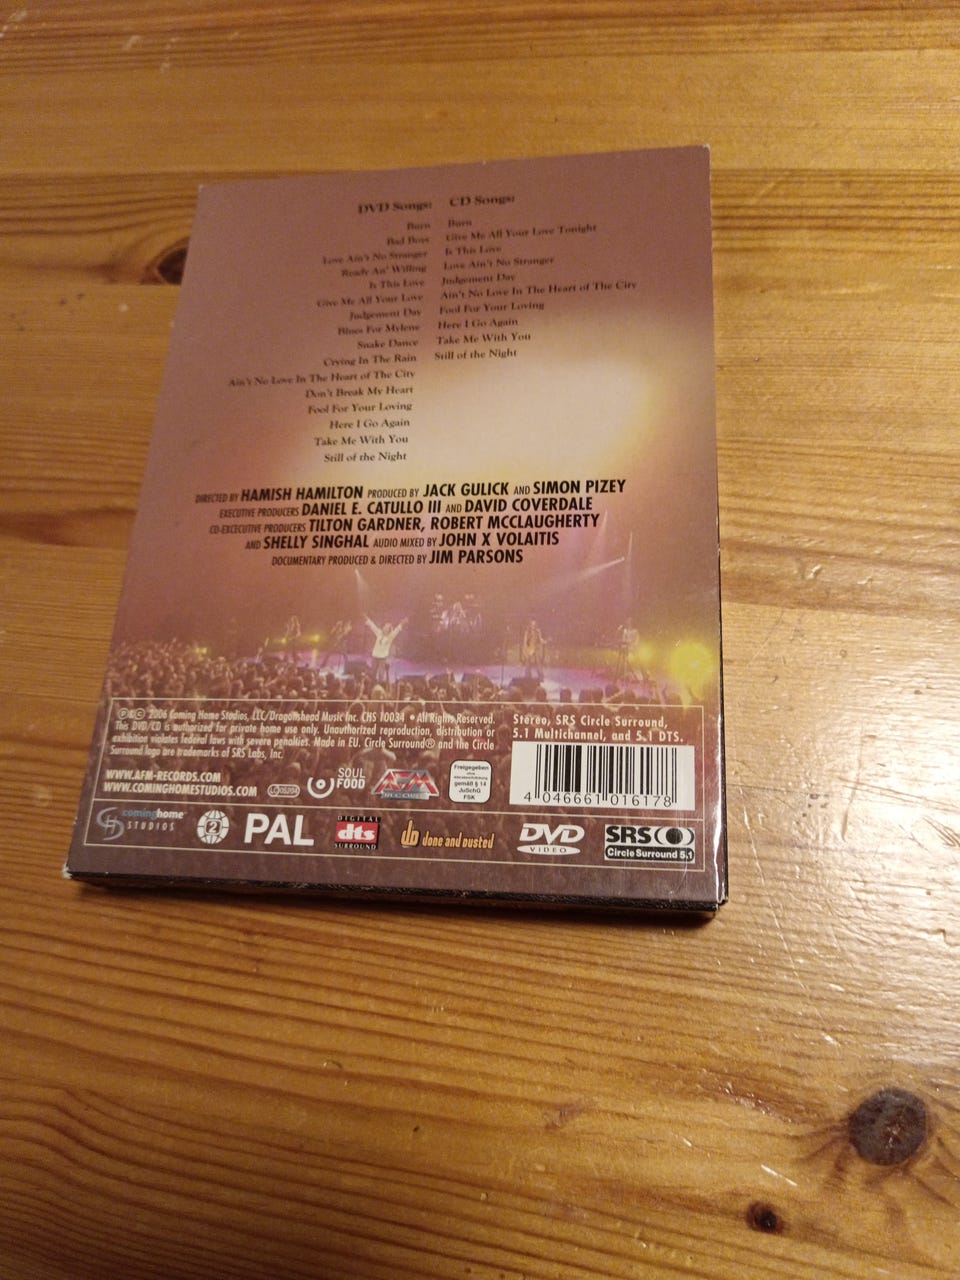 DVD Songs:
Burn
Bad Boys
Love Ain't No Stranger
Ready An' Willing
Is This Love
Give Me All Your Love
Judgement Day
Blues For Mylene
Snake Dance
Crying In The Rain
Ain't No Love In The Heart of The City
Don't Break My Heart
Fool For Your Loving
Here I Go Again
Take Me With You
Still of the Night
CD Songs:
Burn
Give Me All Your Love Tonight
Is This Love
Love Ain't No Stranger
Judgement Day
Ain't No Love In The Heart of The City
Fool For Your Loving
Here I Go Again
Take Me With You
Still of the Night
DIRECTED BY HAMISH HAMILTON PRODUCED BY JACK GULICK AND SIMON PIZEY
EXECUTIVE PRODUCERS DANIEL E. CATULLO III AND DAVID COVERDALE
CO-EXCECUTIVE PRODUCERS TILTON GARDNER, ROBERT MCCLAUGHERTY
AND SHELLY SINGHAL AUDIO MIXED BY JOHN X VOLAITIS
DOCUMENTARY PRODUCED & DIRECTED BY JIM PARSONS
℗© 2006 Coming Home Studios, LLC/Dragonshead Music Inc. CHS 10034 • All Rights Reserved.
This DVD/CD is authorized for private home use only. Unauthorized reproduction, distribution or
exhibition violates federal laws with severe penalties. Made in EU. Circle Surround® and the Circle
Surround logo are trademarks of SRS Labs, Inc.
Stereo, SRS Circle Surround,
5.1 Multichannel, and 5.1 DTS.
WWW.AFM-RECORDS.COM
WWW.COMINGHOMESTUDIOS.COM
LC 05204
SOUL
FOOD
AFM
RECORDS
Freigegeben
ohne
Altersbeschränkung
gemäß § 14
JuSchG
FSK
4 046661 016178
cominghome
STUDIOS
2
PAL
DIGITAL
dts
SURROUND
done and dusted
DVD
VIDEO
SRS
Circle Surround 5.1